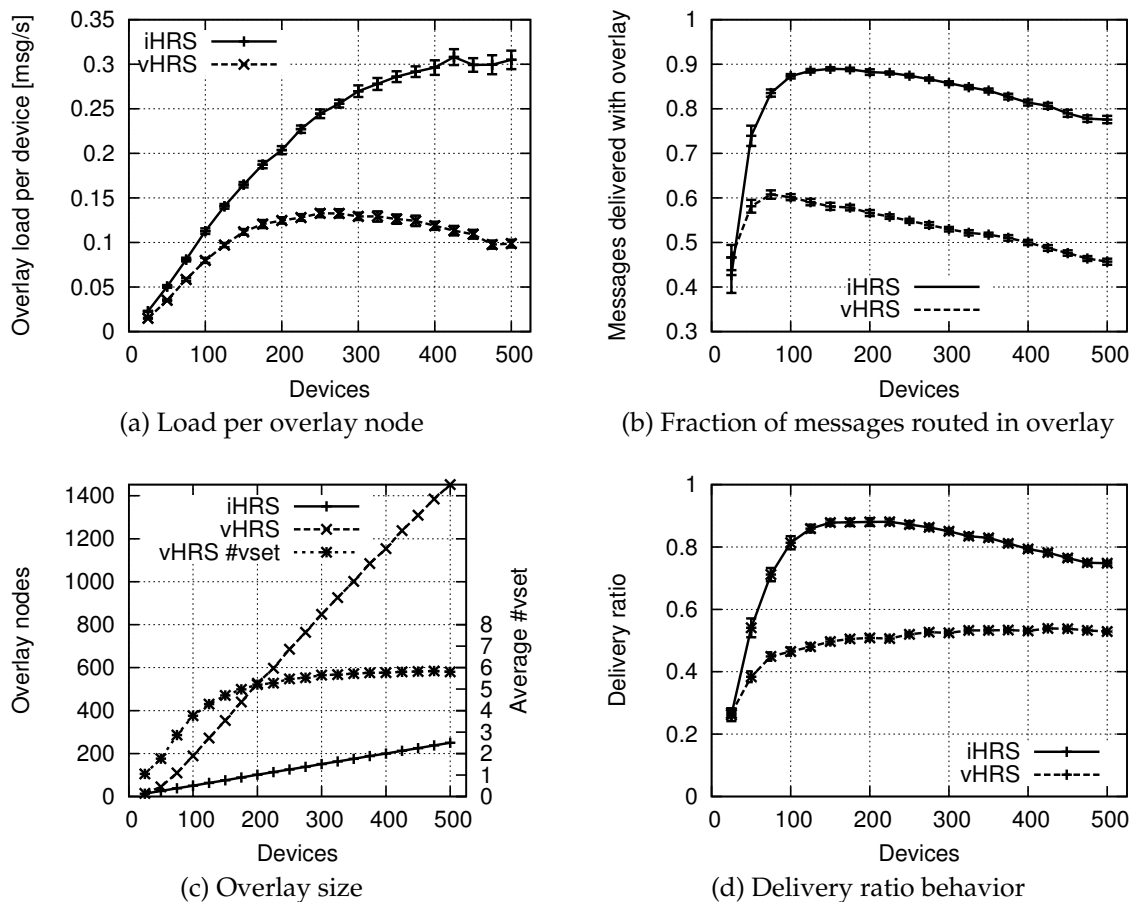 Overlay load per device [msg/s]
0.35
0.3
0.25
0.2
0.15
0.1
0.05
0
iHRS
vHRS
0 100 200 300 400 500
Devices
(a) Load per overlay node
Messages delivered with overlay
1
0.9
0.8
0.7
0.6
0.5
0.4
0.3
iHRS
vHRS
0 100 200 300 400 500
Devices
(b) Fraction of messages routed in overlay
Overlay nodes
1400
1200
1000
800
600
400
200
0
iHRS
vHRS
vHRS #vset
8
7
6
5
4
3
2
1
0
Average #vset
0 100 200 300 400 500
Devices
(c) Overlay size
Delivery ratio
1
0.8
0.6
0.4
0.2
0
iHRS
vHRS
0 100 200 300 400 500
Devices
(d) Delivery ratio behavior